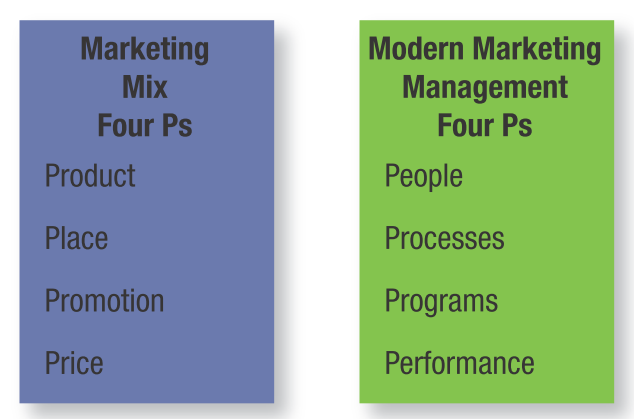 Marketing
Mix
Four Ps
Product
Place
Promotion
Price
Modern Marketing
Management
Four Ps
People
Processes
Programs
Performance